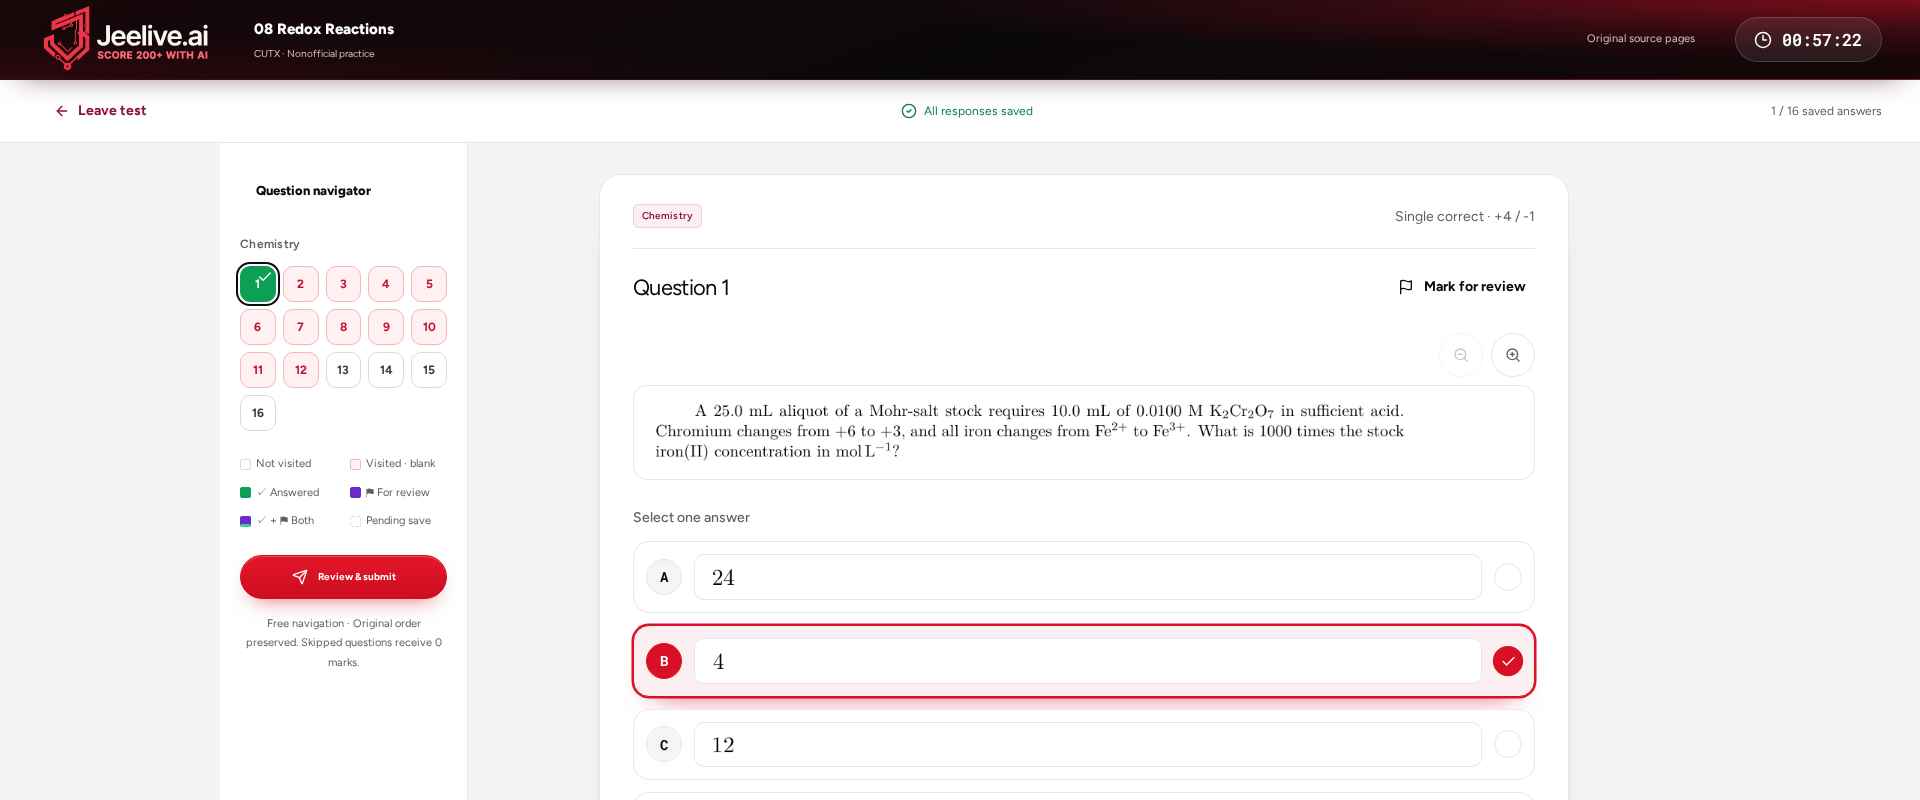 Jeelive.ai
SCORE 200+ WITH AI
08 Redox Reactions
CUTX · Nonofficial practice
Original source pages
00:57:22
Leave test
All responses saved
1 / 16 saved answers
Question navigator
Chemistry
1 2 3 4 5
6 7 8 9 10
11 12 13 14 15
16
Not visited
Visited · blank
✓ Answered
⚑ For review
✓ + ⚑ Both
Pending save
Review & submit
Free navigation · Original order
preserved. Skipped questions receive 0
marks.
Chemistry
Single correct · +4 / -1
Question 1
Mark for review
A 25.0 mL aliquot of a Mohr-salt stock requires 10.0 mL of 0.0100 M K₂Cr₂O₇ in sufficient acid.
Chromium changes from +6 to +3, and all iron changes from Fe²⁺ to Fe³⁺. What is 1000 times the stock
iron(II) concentration in mol L⁻¹?
Select one answer
A 24
B 4
C 12